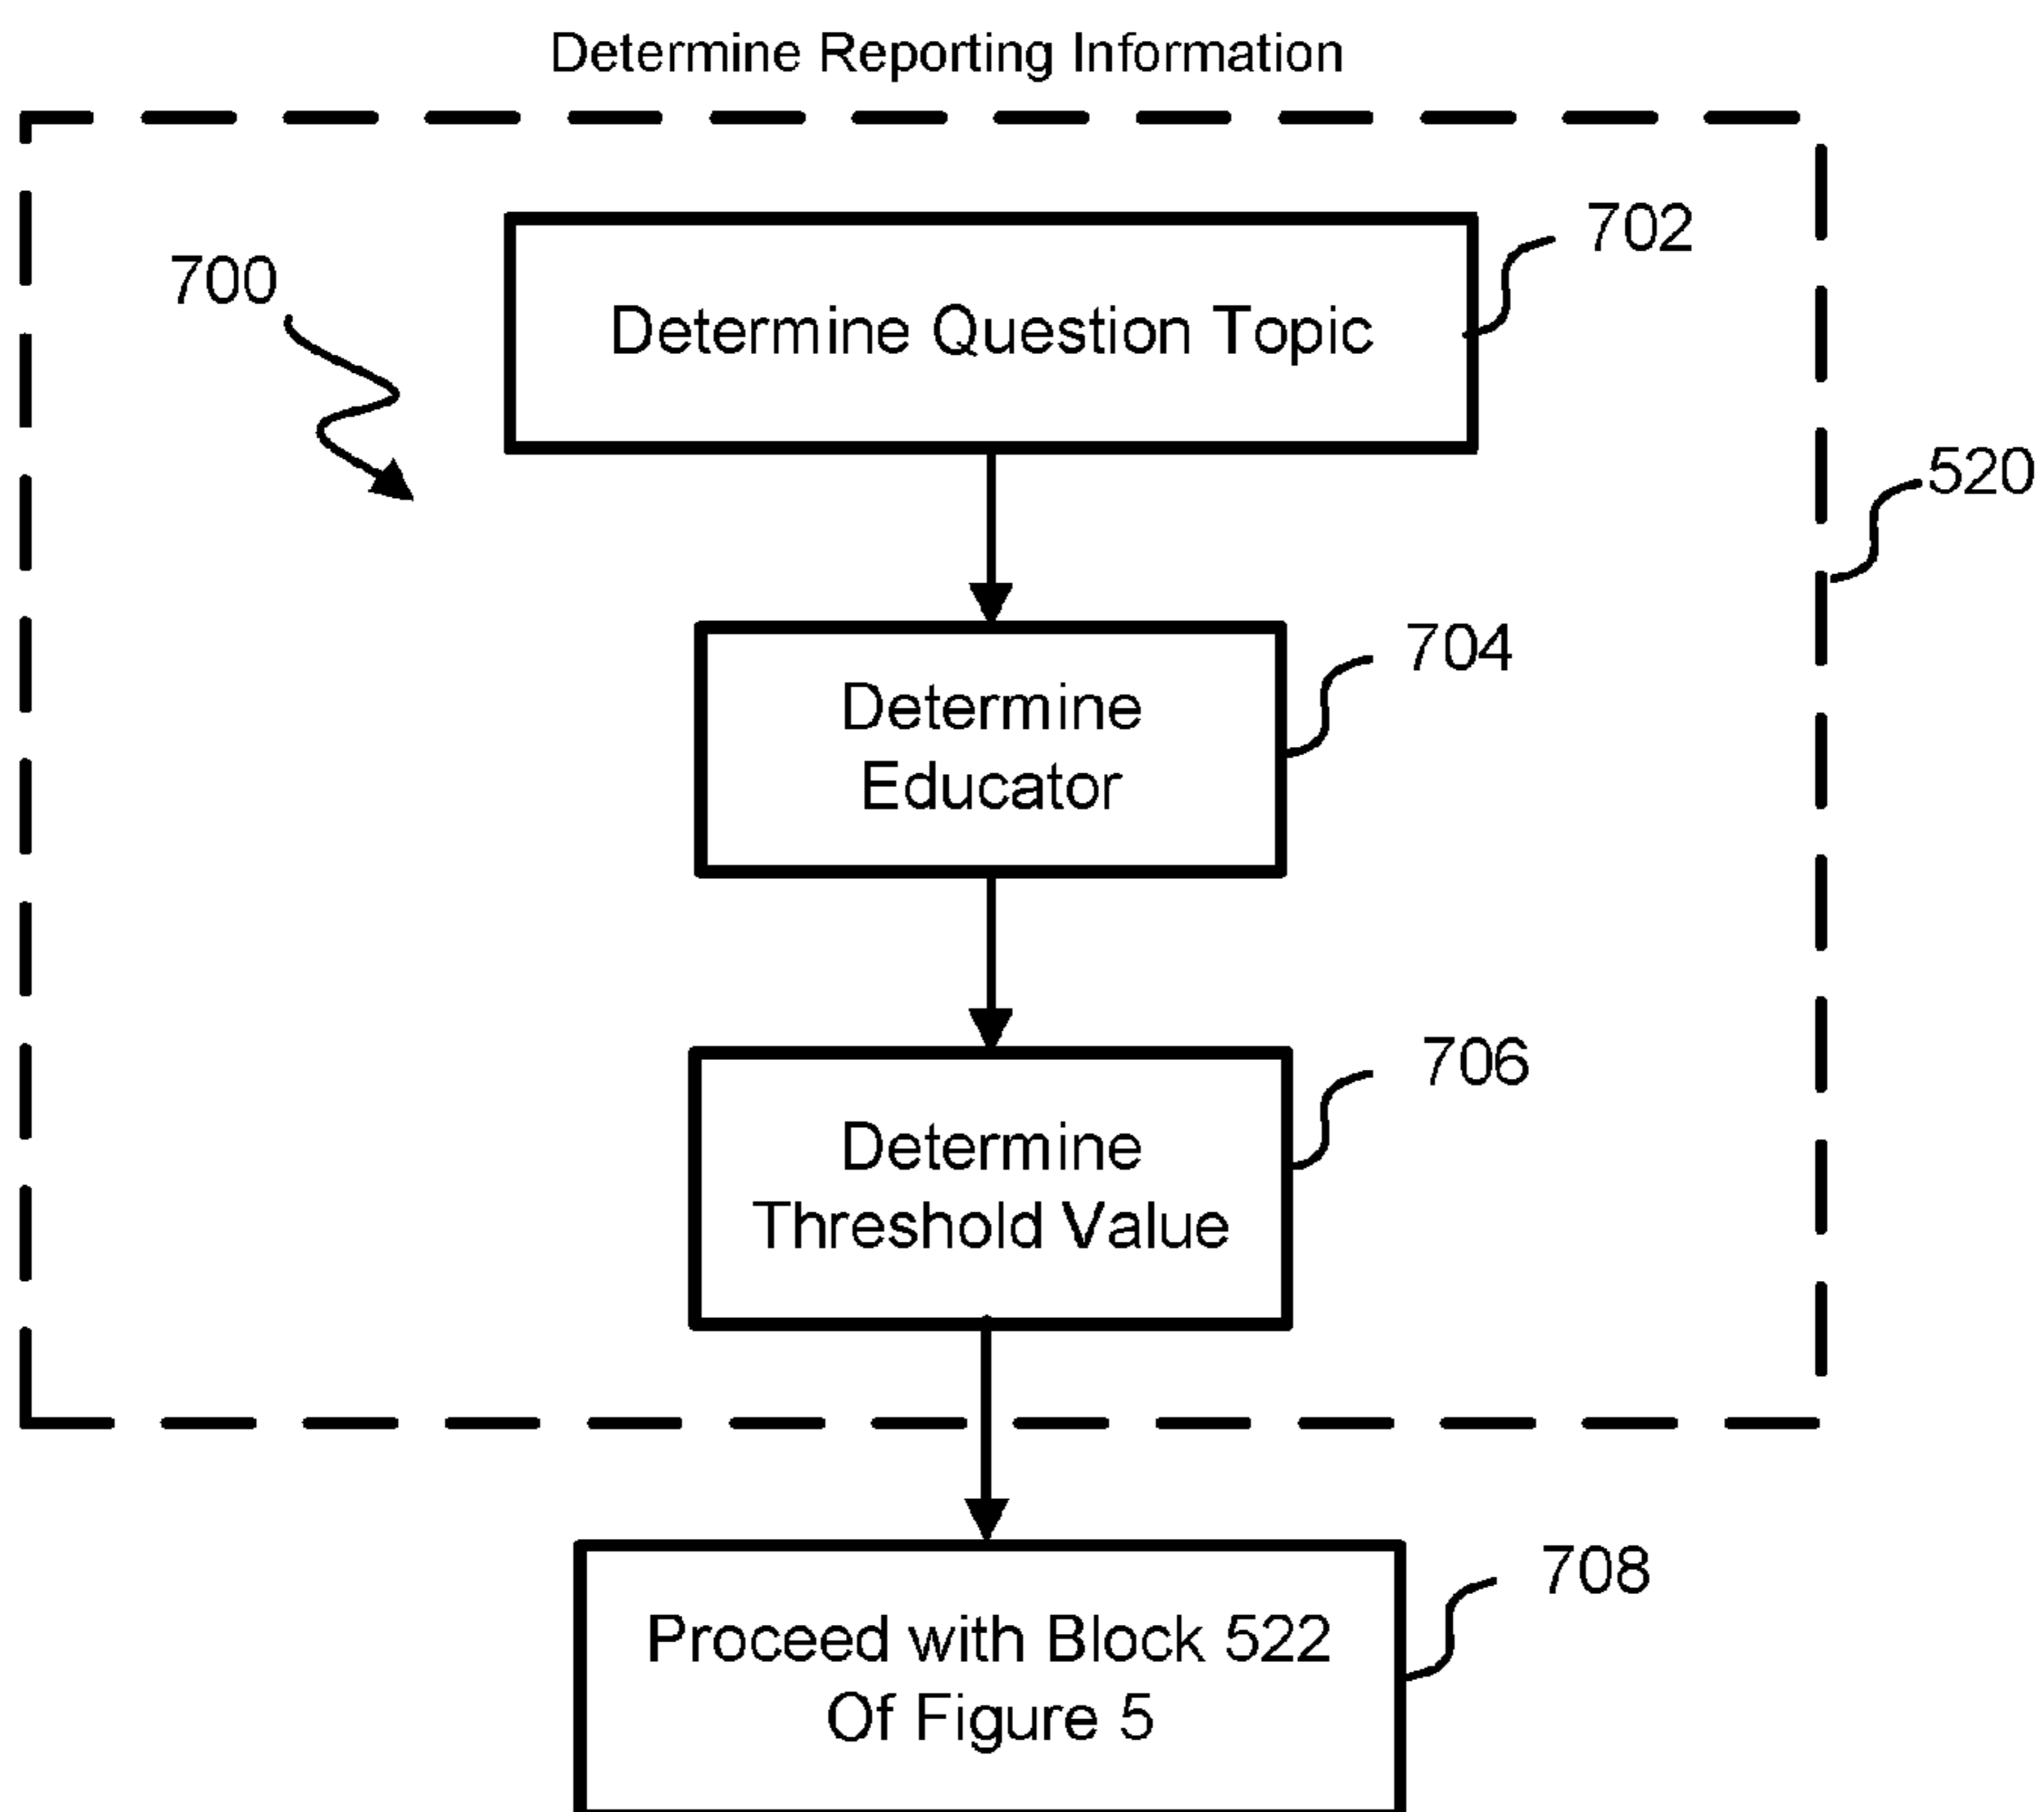 Determine Reporting Information
702
700
Determine Question Topic
520
704
Determine
Educator
706
Determine
Threshold Value
708
Proceed with Block 522
Of Figure 5